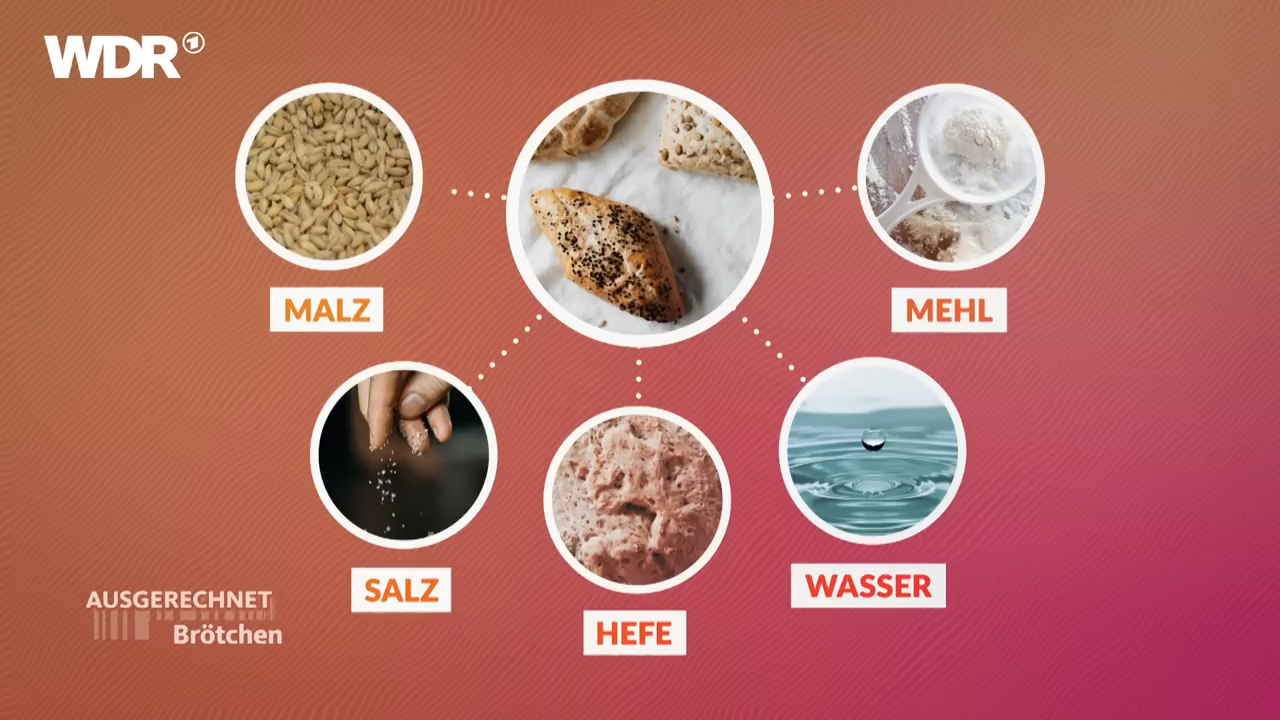 WDR
MALZ
MEHL
SALZ
HEFE
WASSER
AUSGERECHNET
Brötchen